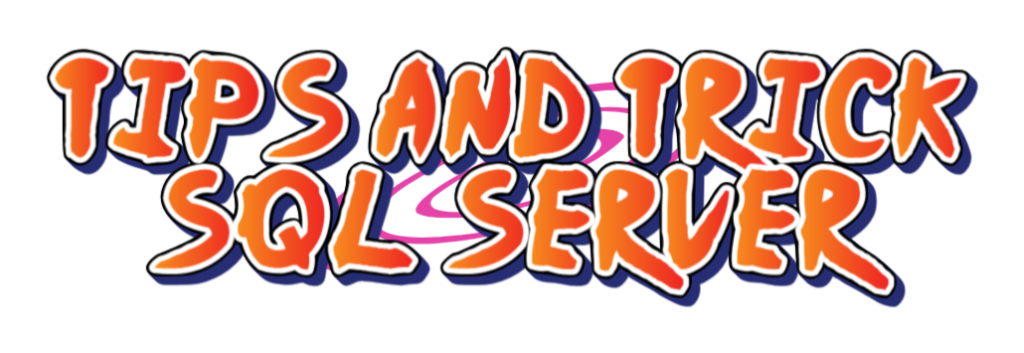 TIPS AND TRICK
SQL SERVER